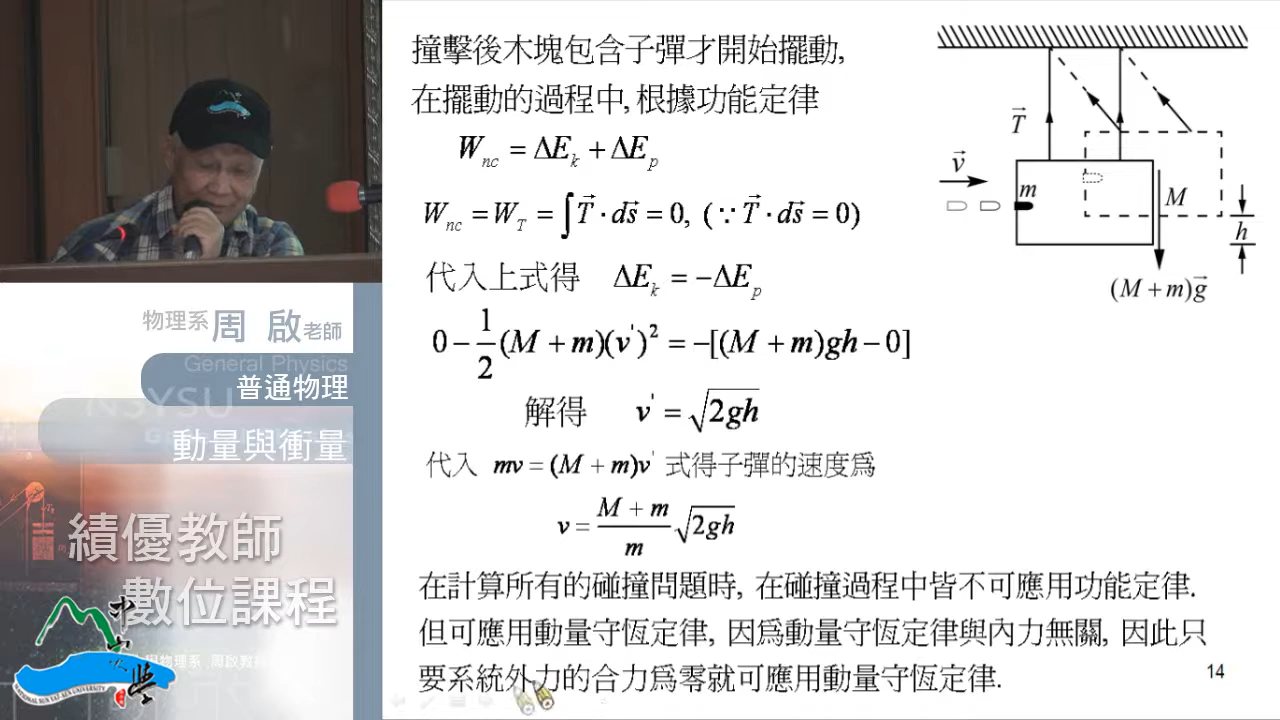 撞擊後木塊包含子彈才開始擺動,
在擺動的過程中, 根據功能定律
W_nc = ΔE_k + ΔE_p
W_nc = W_T = ∫T⃗·ds⃗ = 0, (∵ T⃗·ds⃗ = 0)
代入上式得 ΔE_k = −ΔE_p
0 − 1/2 (M + m)(v')² = −[(M + m)gh − 0]
解得 v' = √2gh
代入 mv = (M + m)v' 式得子彈的速度爲
v = (M + m)/m √2gh
在計算所有的碰撞問題時, 在碰撞過程中皆不可應用功能定律.
但可應用動量守恆定律, 因爲動量守恆定律與內力無關, 因此只
要系統外力的合力爲零就可應用動量守恆定律.
14
T⃗
v⃗
m
M
h
(M + m)g⃗
物理系 周 啟 老師
General Physics
普通物理
NSYSU
動量與衝量
績優教師
數位課程
中山大學